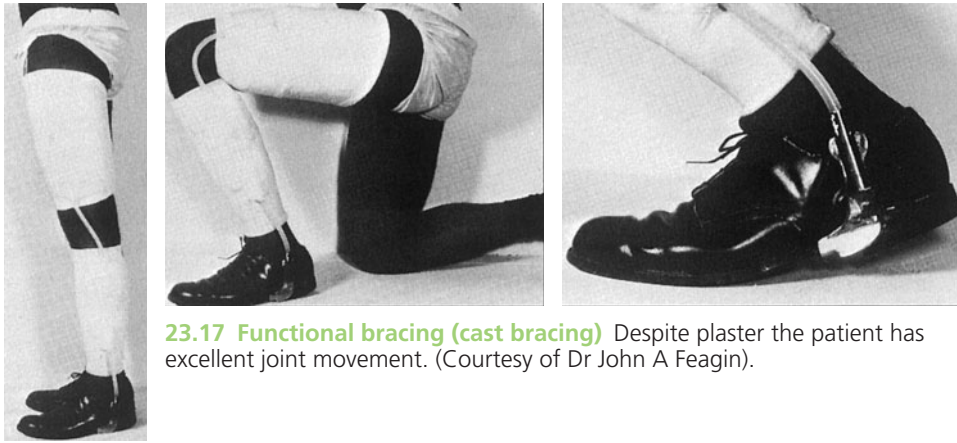 23.17 Functional bracing (cast bracing) Despite plaster the patient has
excellent joint movement. (Courtesy of Dr John A Feagin).